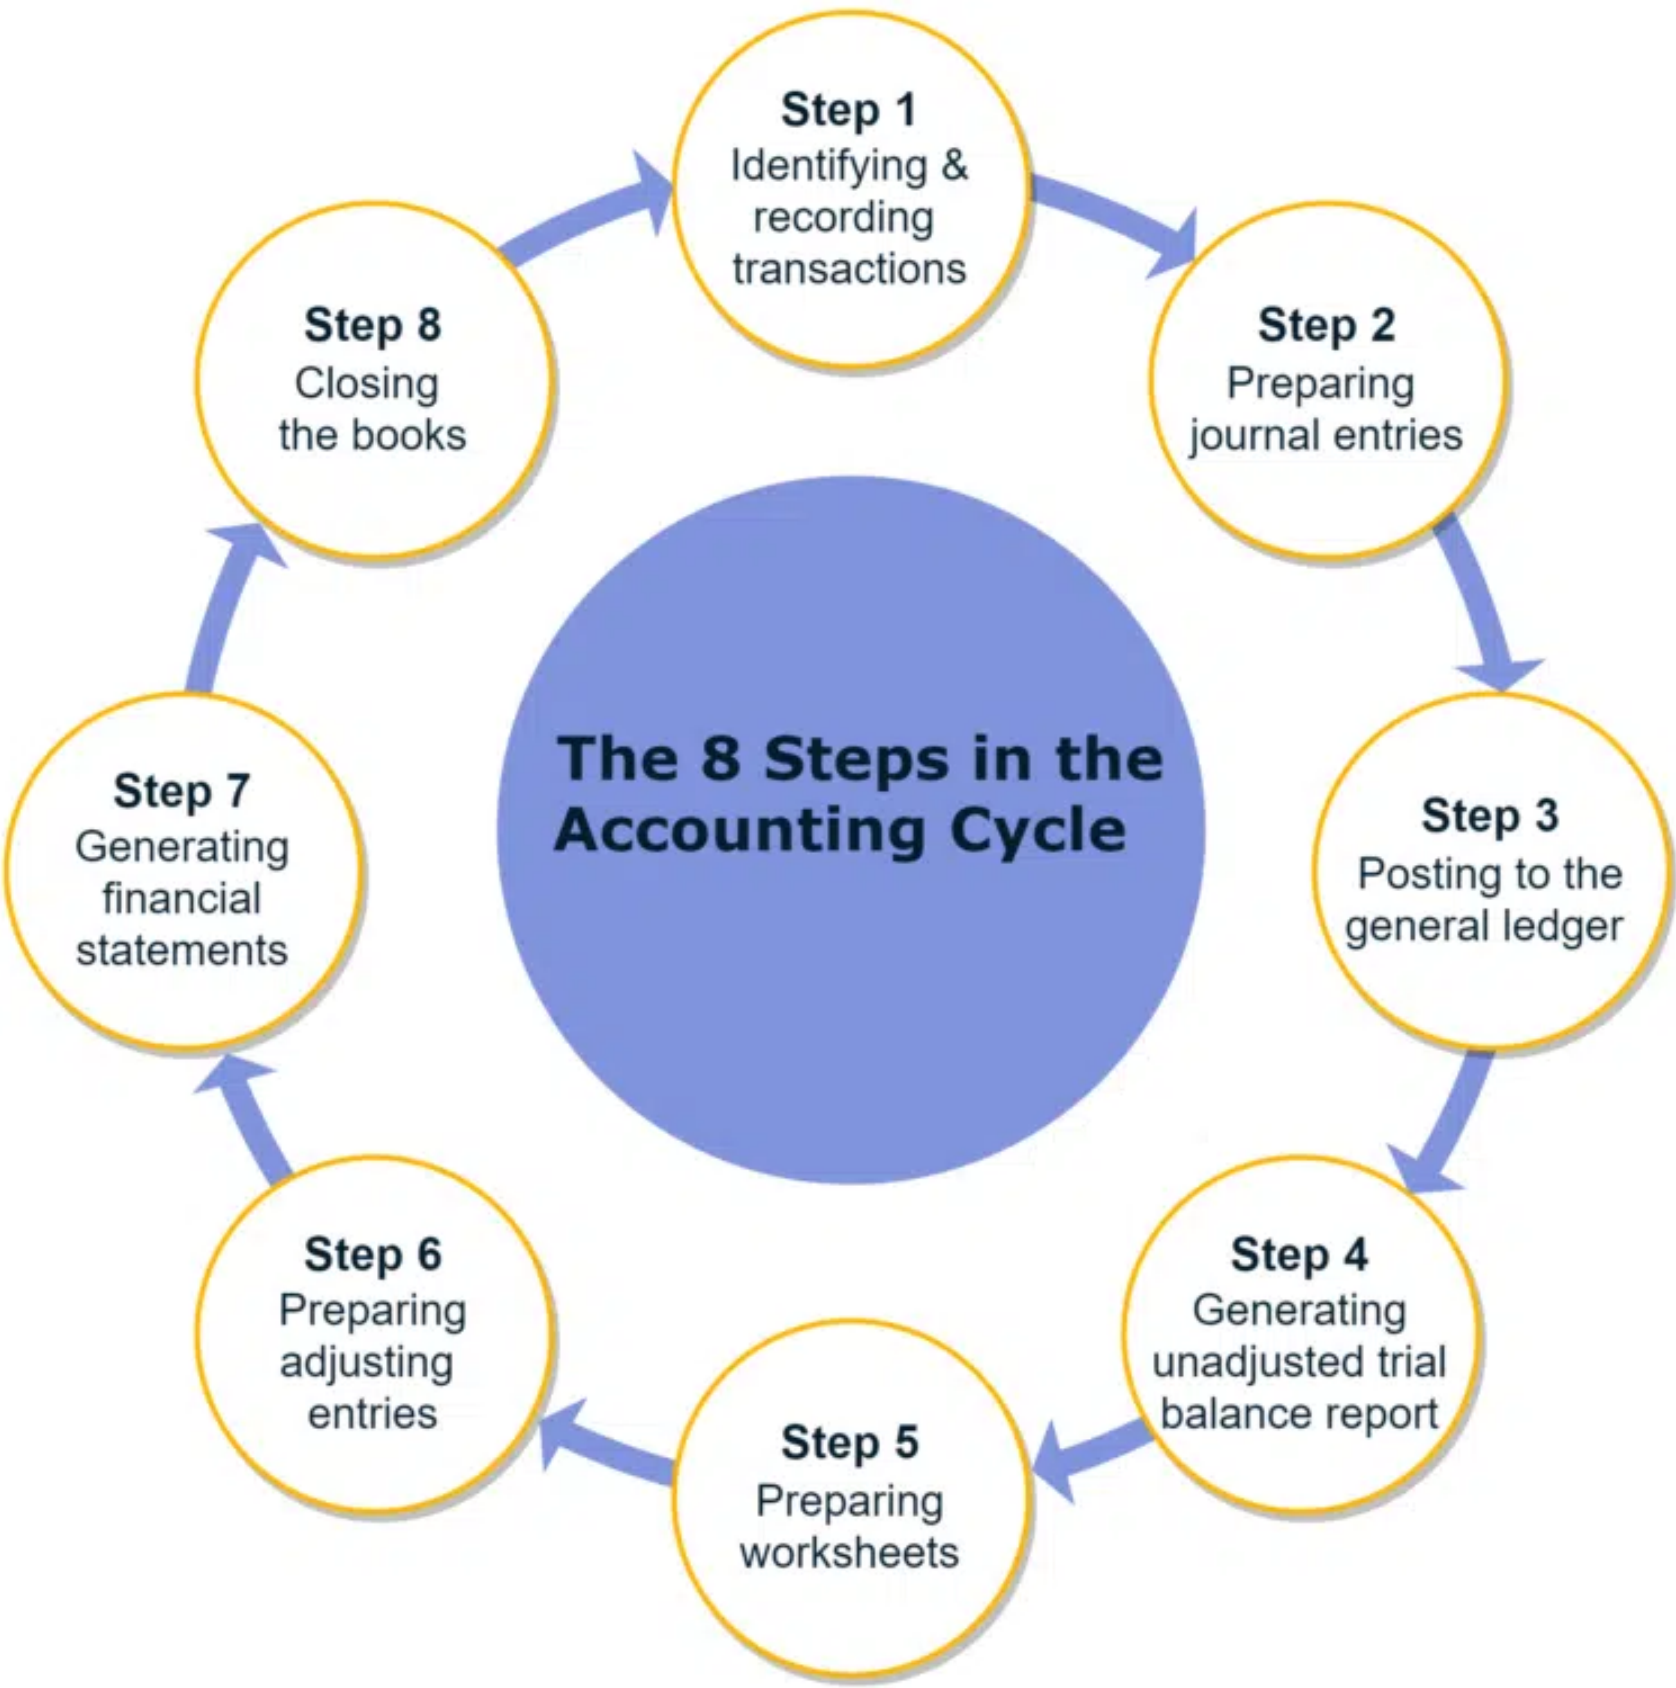 Step 1
Identifying &
recording
transactions
Step 2
Preparing
journal entries
Step 3
Posting to the
general ledger
Step 4
Generating
unadjusted trial
balance report
Step 5
Preparing
worksheets
Step 6
Preparing
adjusting
entries
Step 7
Generating
financial
statements
Step 8
Closing
the books
The 8 Steps in the
Accounting Cycle